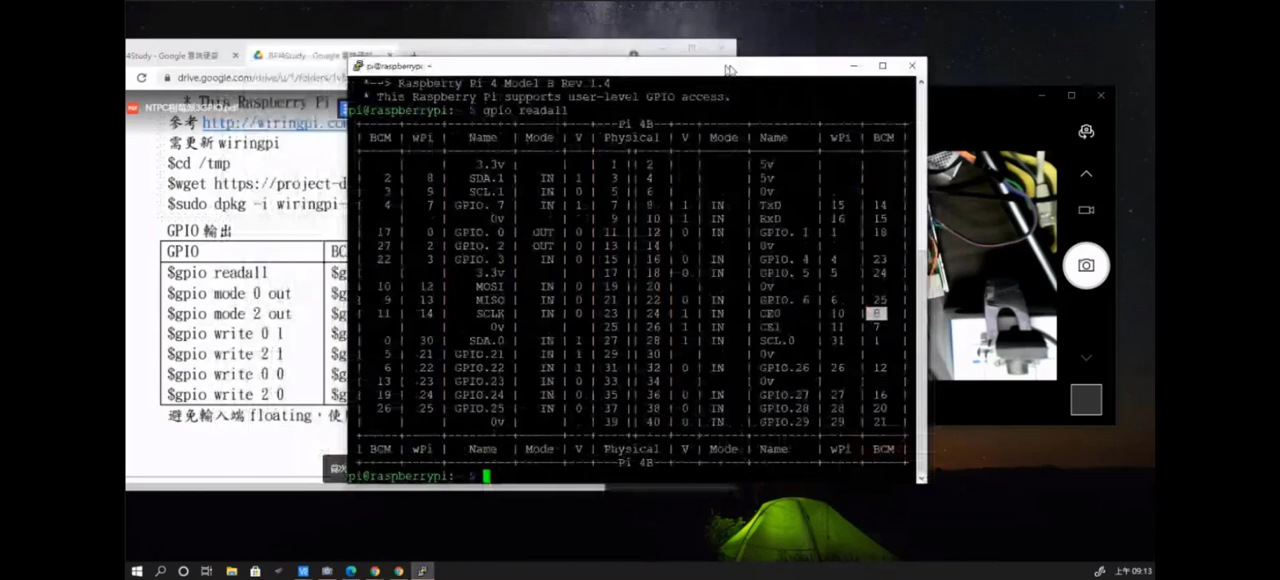 pi@raspberrypi: ~
*--> Raspberry Pi 4 Model B Rev 1.4
* This Raspberry Pi supports user-level GPIO access.
pi@raspberrypi: $ gpio readall
Pi 4B
| BCM | wPi | Name | Mode | V | Physical | V | Mode | Name | wPi | BCM |
| | | 3.3v | | | 1 || 2 | | | 5v | | |
| 2 | 8 | SDA.1 | IN | 1 | 3 || 4 | | | 5v | | |
| 3 | 9 | SCL.1 | IN | 1 | 5 || 6 | | | 0v | | |
| 4 | 7 | GPIO. 7 | IN | 1 | 7 || 8 | 1 | IN | TxD | 15 | 14 |
| | | 0v | | | 9 || 10 | 1 | IN | RxD | 16 | 15 |
| 17 | 0 | GPIO. 0 | OUT | 0 | 11 || 12 | 0 | IN | GPIO. 1 | 1 | 18 |
| 27 | 2 | GPIO. 2 | OUT | 0 | 13 || 14 | | | 0v | | |
| 22 | 3 | GPIO. 3 | IN | 0 | 15 || 16 | 0 | IN | GPIO. 4 | 4 | 23 |
| | | 3.3v | | | 17 || 18 | 0 | IN | GPIO. 5 | 5 | 24 |
| 10 | 12 | MOSI | IN | 0 | 19 || 20 | | | 0v | | |
| 9 | 13 | MISO | IN | 0 | 21 || 22 | 0 | IN | GPIO. 6 | 6 | 25 |
| 11 | 14 | SCLK | IN | 0 | 23 || 24 | 1 | IN | CE0 | 10 | 8 |
| | | 0v | | | 25 || 26 | 1 | IN | CE1 | 11 | 7 |
| 0 | 30 | SDA.0 | IN | 1 | 27 || 28 | 1 | IN | SCL.0 | 31 | 1 |
| 5 | 21 | GPIO.21 | IN | 1 | 29 || 30 | | | 0v | | |
| 6 | 22 | GPIO.22 | IN | 1 | 31 || 32 | 0 | IN | GPIO.26 | 26 | 12 |
| 13 | 23 | GPIO.23 | IN | 0 | 33 || 34 | | | 0v | | |
| 19 | 24 | GPIO.24 | IN | 0 | 35 || 36 | 0 | IN | GPIO.27 | 27 | 16 |
| 26 | 25 | GPIO.25 | IN | 0 | 37 || 38 | 0 | IN | GPIO.28 | 28 | 20 |
| | | 0v | | | 39 || 40 | 0 | IN | GPIO.29 | 29 | 21 |
| BCM | wPi | Name | Mode | V | Physical | V | Mode | Name | wPi | BCM |
Pi 4B
pi@raspberrypi: $
4Study - Google
BPi4Study - Google
drive.google.com/drive/u/1/folders/1
* This Raspberry Pi
參考 http://wiringpi.com
需更新 wiringpi
$cd /tmp
$wget https://project-d
$sudo dpkg -i wiringpi-
GPIO 輸出
GPIO
BC
$gpio readall
$g
$gpio mode 0 out
$g
$gpio mode 2 out
$g
$gpio write 0 1
$g
$gpio write 2 1
$g
$gpio write 0 0
$g
$gpio write 2 0
$g
避免輸入端 floating，使
上午 09:13